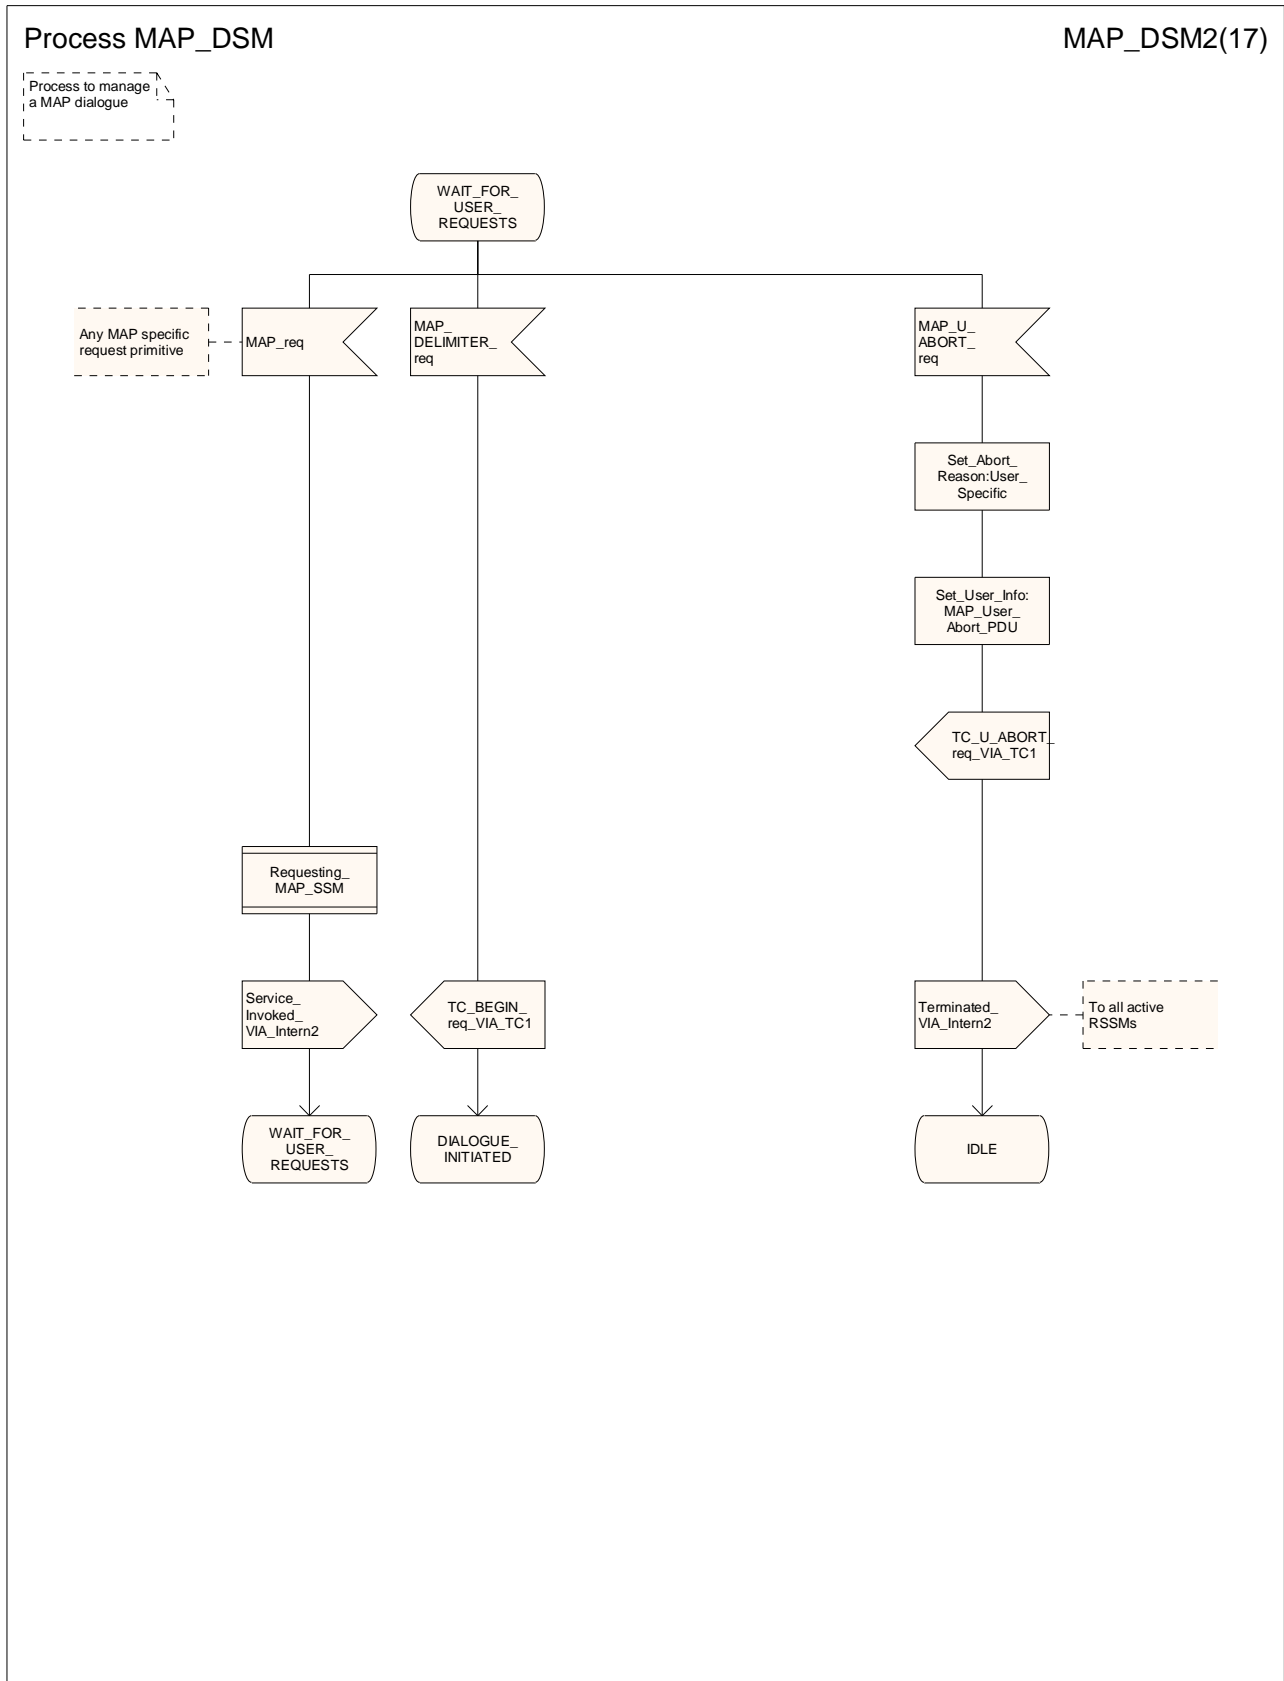 Process MAP_DSM
MAP_DSM2(17)
Process to manage
a MAP dialogue
WAIT_FOR_
USER_
REQUESTS
Any MAP specific
request primitive
MAP_req
MAP_
DELIMITER_
req
MAP_U_
ABORT_
req
Set_Abort_
Reason:User_
Specific
Set_User_Info:
MAP_User_
Abort_PDU
TC_U_ABORT_
req_VIA_TC1
Requesting_
MAP_SSM
Service_
Invoked_
VIA_Intern2
TC_BEGIN_
req_VIA_TC1
Terminated_
VIA_Intern2
To all active
RSSMs
WAIT_FOR_
USER_
REQUESTS
DIALOGUE_
INITIATED
IDLE